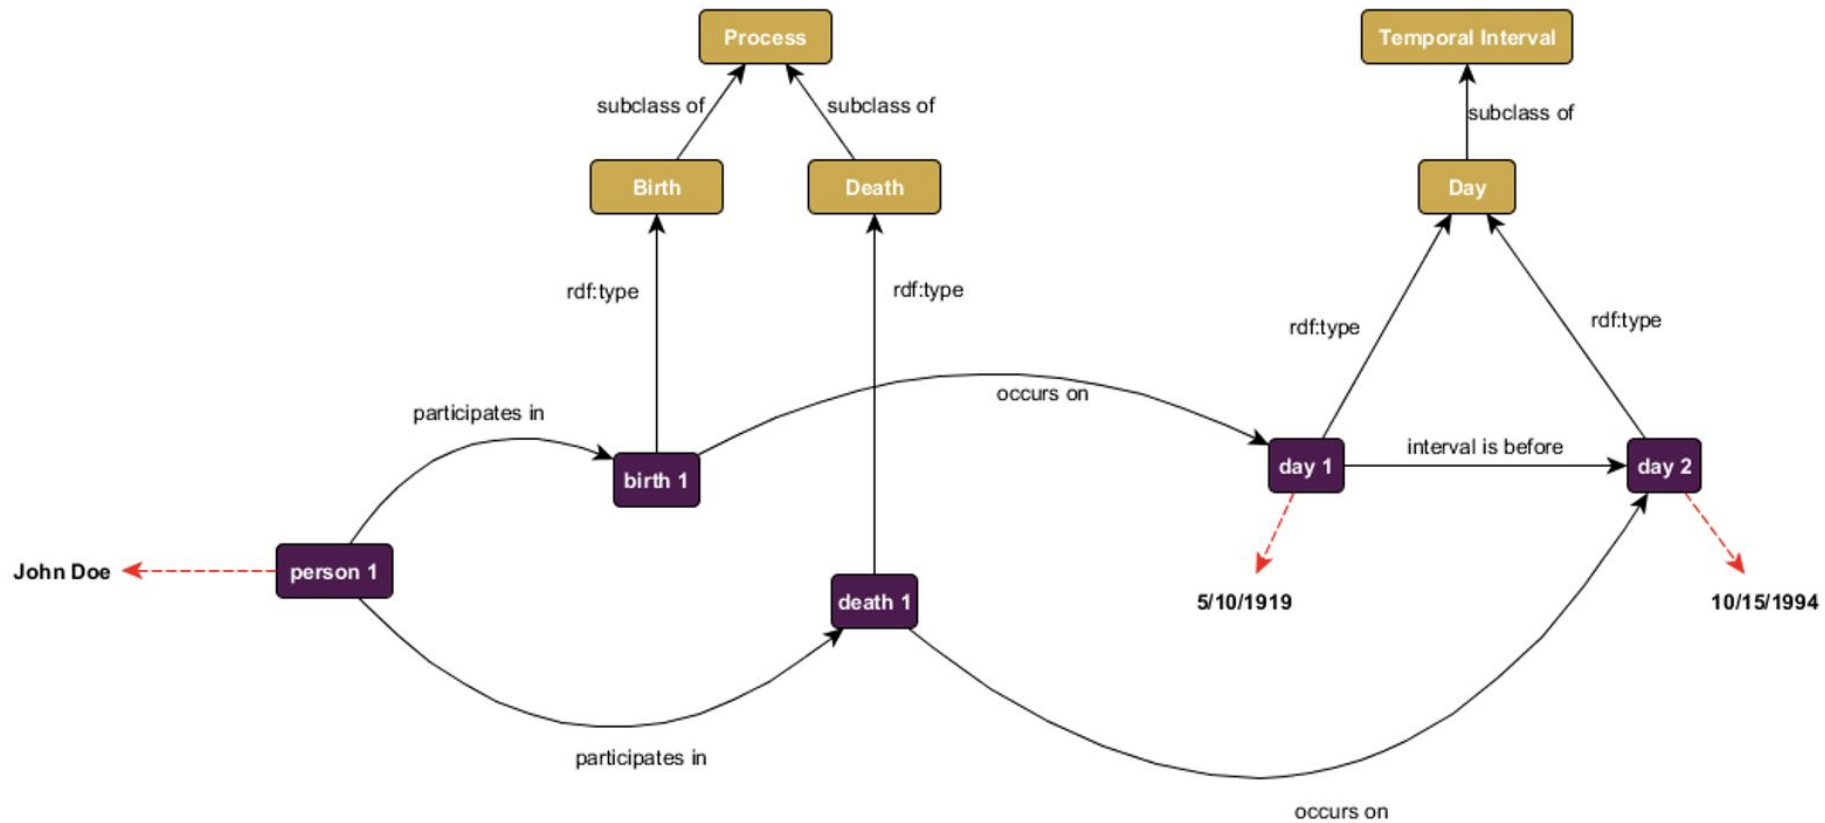 Process
Temporal Interval
subclass of
subclass of
subclass of
Birth
Death
Day
rdf:type
rdf:type
rdf:type
rdf:type
participates in
occurs on
interval is before
birth 1
day 1
day 2
John Doe
person 1
death 1
5/10/1919
10/15/1994
participates in
occurs on